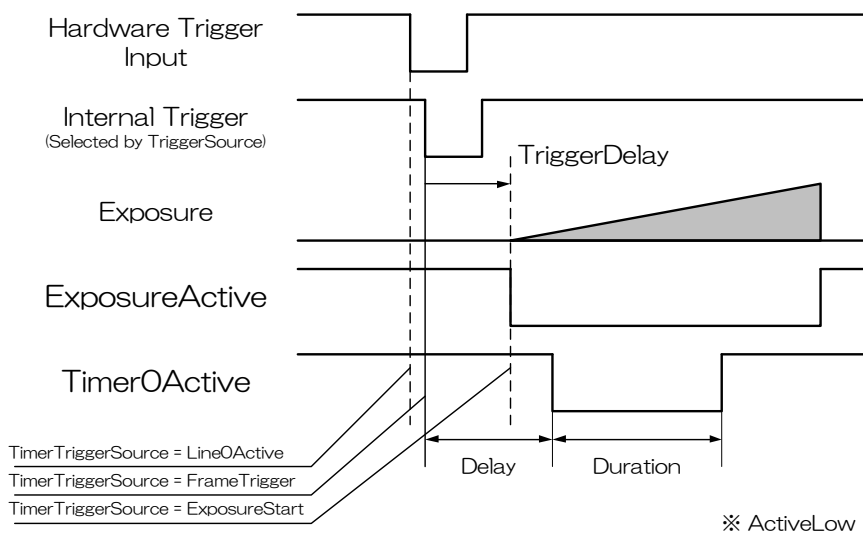 Hardware Trigger
Input
Internal Trigger
(Selected by TriggerSource)
TriggerDelay
Exposure
ExposureActive
Timer0Active
TimerTriggerSource = Line0Active
TimerTriggerSource = FrameTrigger
TimerTriggerSource = ExposureStart
Delay
Duration
※ ActiveLow